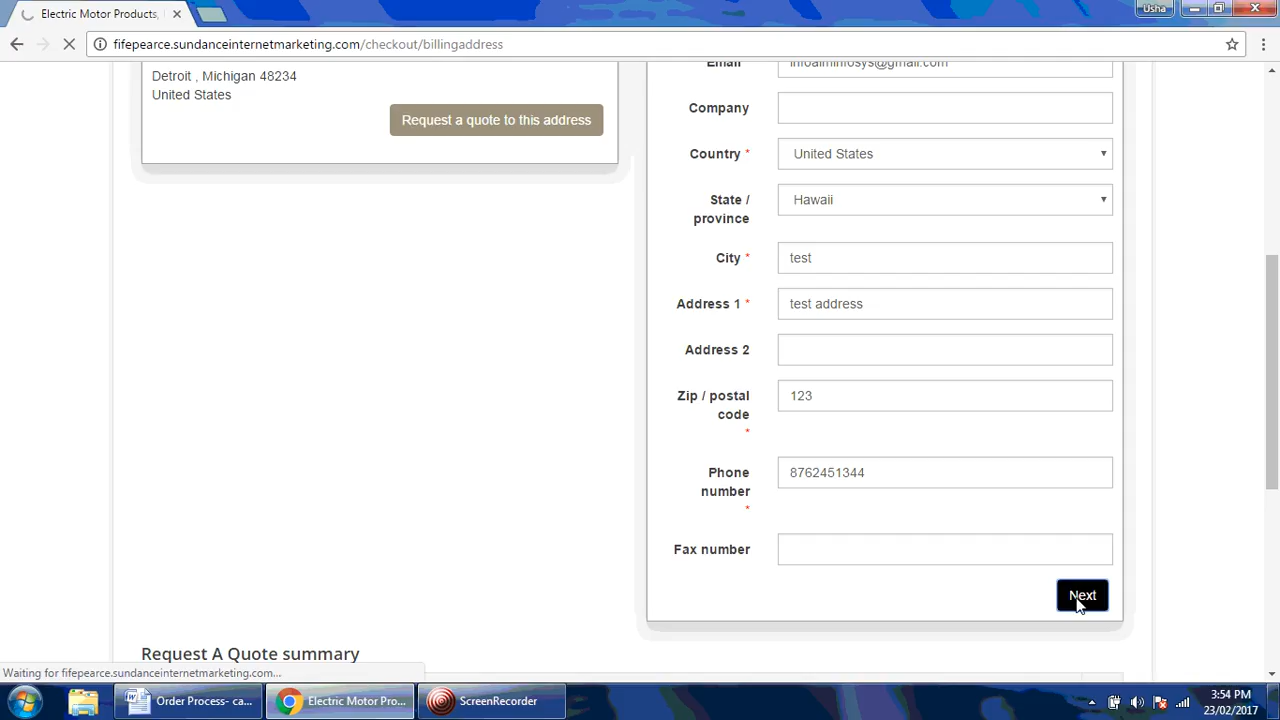 Electric Motor Products,
Usha
fifepearce.sundanceinternetmarketing.com/checkout/billingaddress
Detroit , Michigan 48234
United States
Request a quote to this address
Email
infoaiminfosys@gmail.com
Company
Country *
United States
State /
province
Hawaii
City *
test
Address 1 *
test address
Address 2
Zip / postal
code
*
123
Phone
number
*
8762451344
Fax number
Next
Request A Quote summary
Waiting for fifepearce.sundanceinternetmarketing.com...
Order Process- ca...
Electric Motor Pro...
ScreenRecorder
3:54 PM
23/02/2017